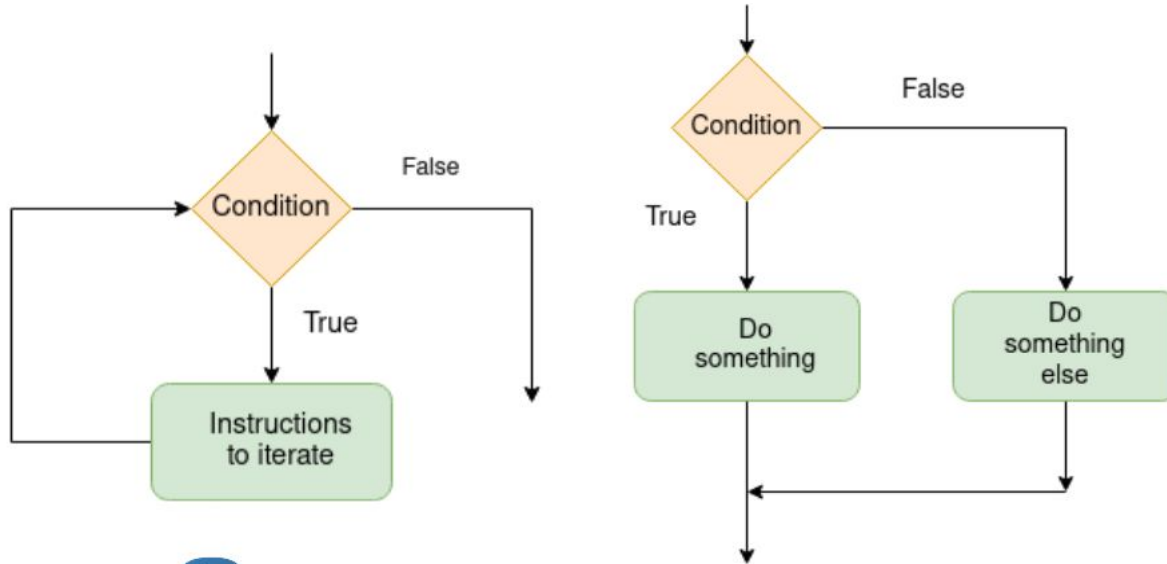 Condition
False
True
Instructions
to iterate
Condition
False
True
Do
something
Do
something
else